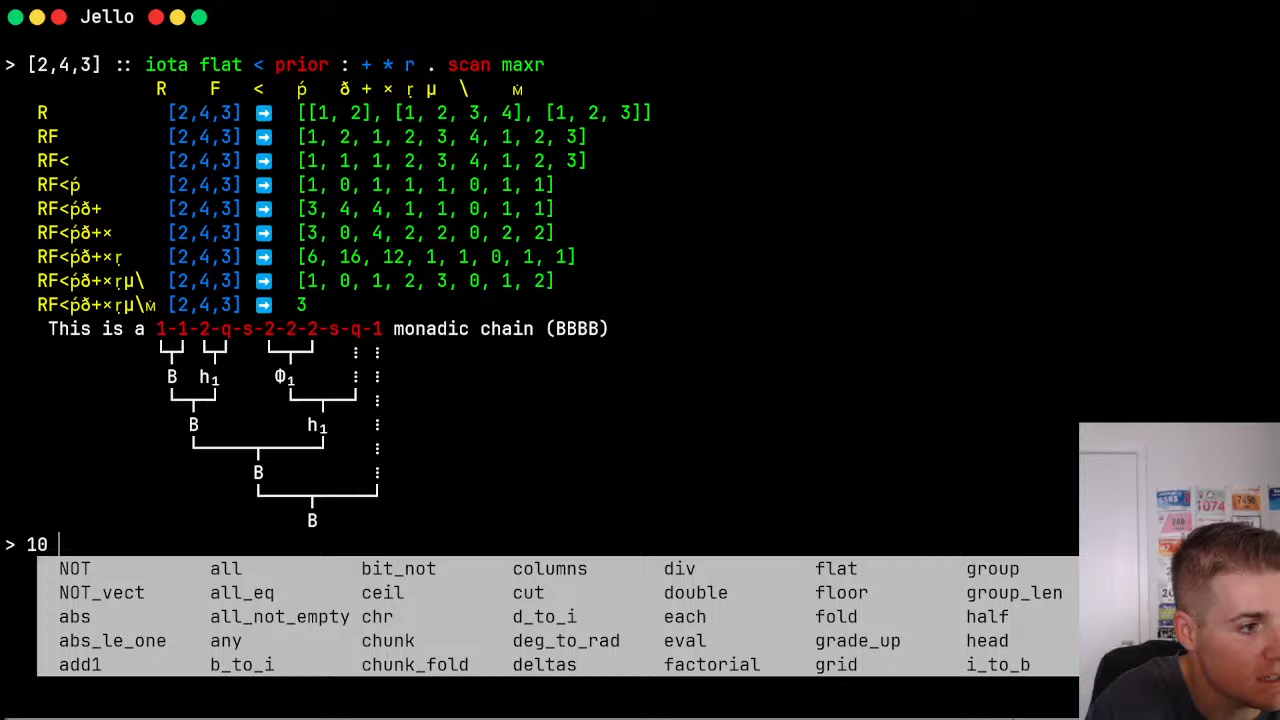 Jello
> [2,4,3] :: iota flat < prior : + * r . scan maxr
R F < ṕ ð + × ṛ µ \ ṁ
R [2,4,3] ➡ [[1, 2], [1, 2, 3, 4], [1, 2, 3]]
RF [2,4,3] ➡ [1, 2, 1, 2, 3, 4, 1, 2, 3]
RF< [2,4,3] ➡ [1, 1, 1, 2, 3, 4, 1, 2, 3]
RF<ṕ [2,4,3] ➡ [1, 0, 1, 1, 1, 0, 1, 1]
RF<ṕð+ [2,4,3] ➡ [3, 4, 4, 1, 1, 0, 1, 1]
RF<ṕð+× [2,4,3] ➡ [3, 0, 4, 2, 2, 0, 2, 2]
RF<ṕð+×ṛ [2,4,3] ➡ [6, 16, 12, 1, 1, 0, 1, 1]
RF<ṕð+×ṛµ\ [2,4,3] ➡ [1, 0, 1, 2, 3, 0, 1, 2]
RF<ṕð+×ṛµ\ṁ [2,4,3] ➡ 3
This is a 1-1-2-q-s-2-2-2-s-q-1 monadic chain (BBBB)
B h₁ Φ₁
B h₁
B
B
> 10
NOT all bit_not columns div flat group
NOT_vect all_eq ceil cut double floor group_len
abs all_not_empty chr d_to_i each fold half
abs_le_one any chunk deg_to_rad eval grade_up head
add1 b_to_i chunk_fold deltas factorial grid i_to_b